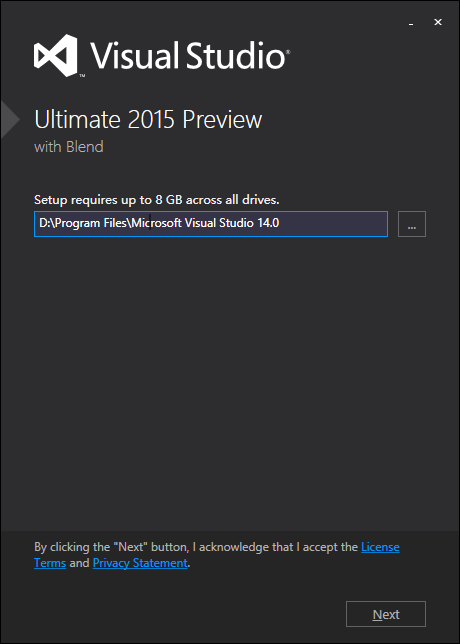 Visual Studio®
™
Ultimate 2015 Preview
with Blend
Setup requires up to 8 GB across all drives.
D:\Program Files\Microsoft Visual Studio 14.0
...
By clicking the "Next" button, I acknowledge that I accept the License
Terms and Privacy Statement.
Next